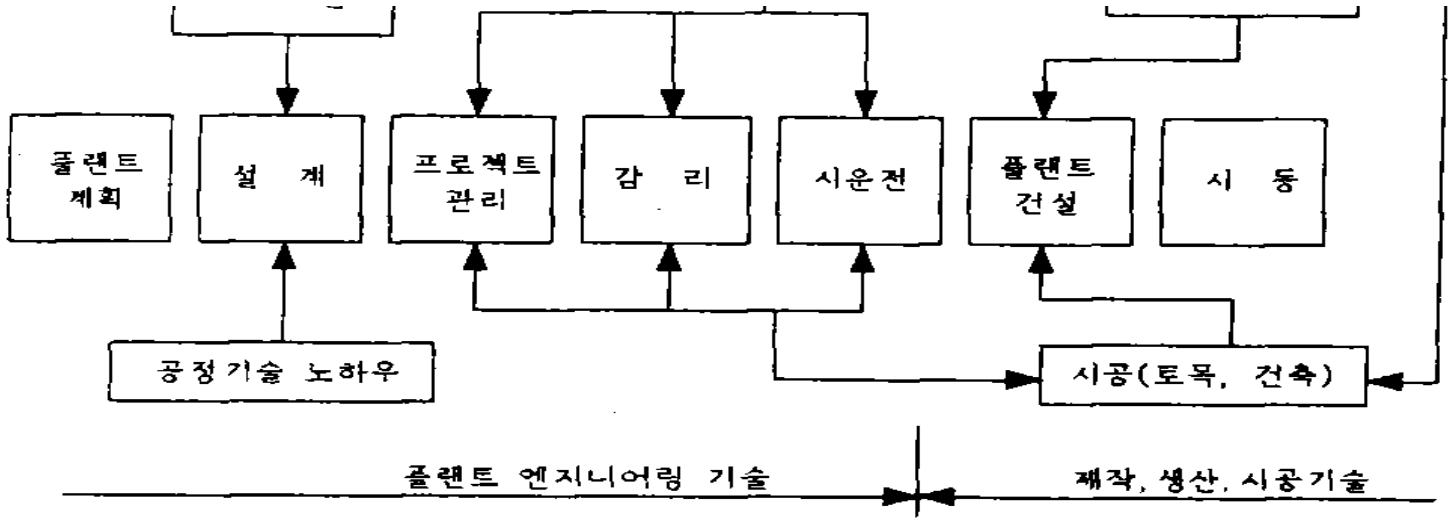 플랜트
계획
설 계
프로젝트
관리
감 리
시운전
플랜트
건설
시 동
공정기술 노하우
시공(토목, 건축)
플랜트 엔지니어링 기술
제작, 생산, 시공기술